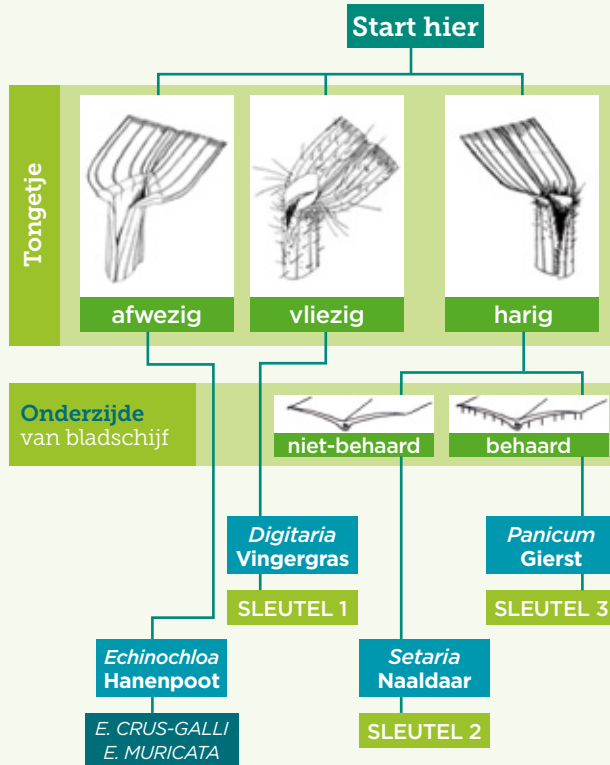 Start hier
Tongetje
afwezig
vliezig
harig
Onderzijde
van bladschijf
niet-behaard
behaard
Digitaria
Vingergras
SLEUTEL 1
Panicum
Gierst
SLEUTEL 3
Echinochloa
Hanenpoot
E. CRUS-GALLI
E. MURICATA
Setaria
Naaldaar
SLEUTEL 2